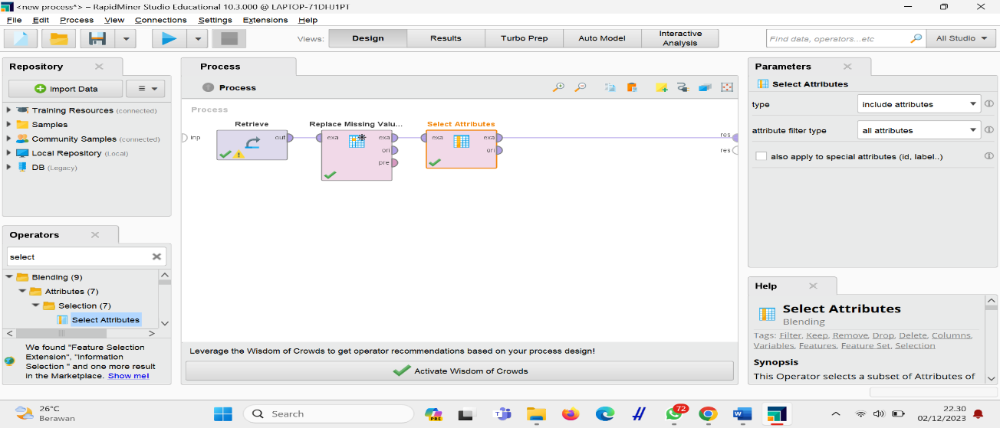 <new process*> – RapidMiner Studio Educational 10.3.000 @ LAPTOP-71DHJ1PT
File Edit Process View Connections Settings Extensions Help
Views: Design Results Turbo Prep Auto Model Interactive Analysis Find data, operators...etc All Studio
Repository
Import Data
Training Resources (connected)
Samples
Community Samples (connected)
Local Repository (Local)
DB (Legacy)
Operators
select
Blending (9)
Attributes (7)
Selection (7)
Select Attributes
We found "Feature Selection
Extension", "Information
Selection " and one more result
in the Marketplace. Show me!
Process
Process
Process
Retrieve Replace Missing Valu... Select Attributes
inp out exa exa exa exa res
ori ori res
pre
Leverage the Wisdom of Crowds to get operator recommendations based on your process design!
Activate Wisdom of Crowds
Parameters
Select Attributes
type include attributes
attribute filter type all attributes
also apply to special attributes (id, label..)
Help
Select Attributes
Blending
Tags: Filter, Keep, Remove, Drop, Delete, Columns,
Variables, Features, Feature Set, Selection
Synopsis
This Operator selects a subset of Attributes of
26°C
Berawan
Search
PRE
72
22.30
02/12/2023